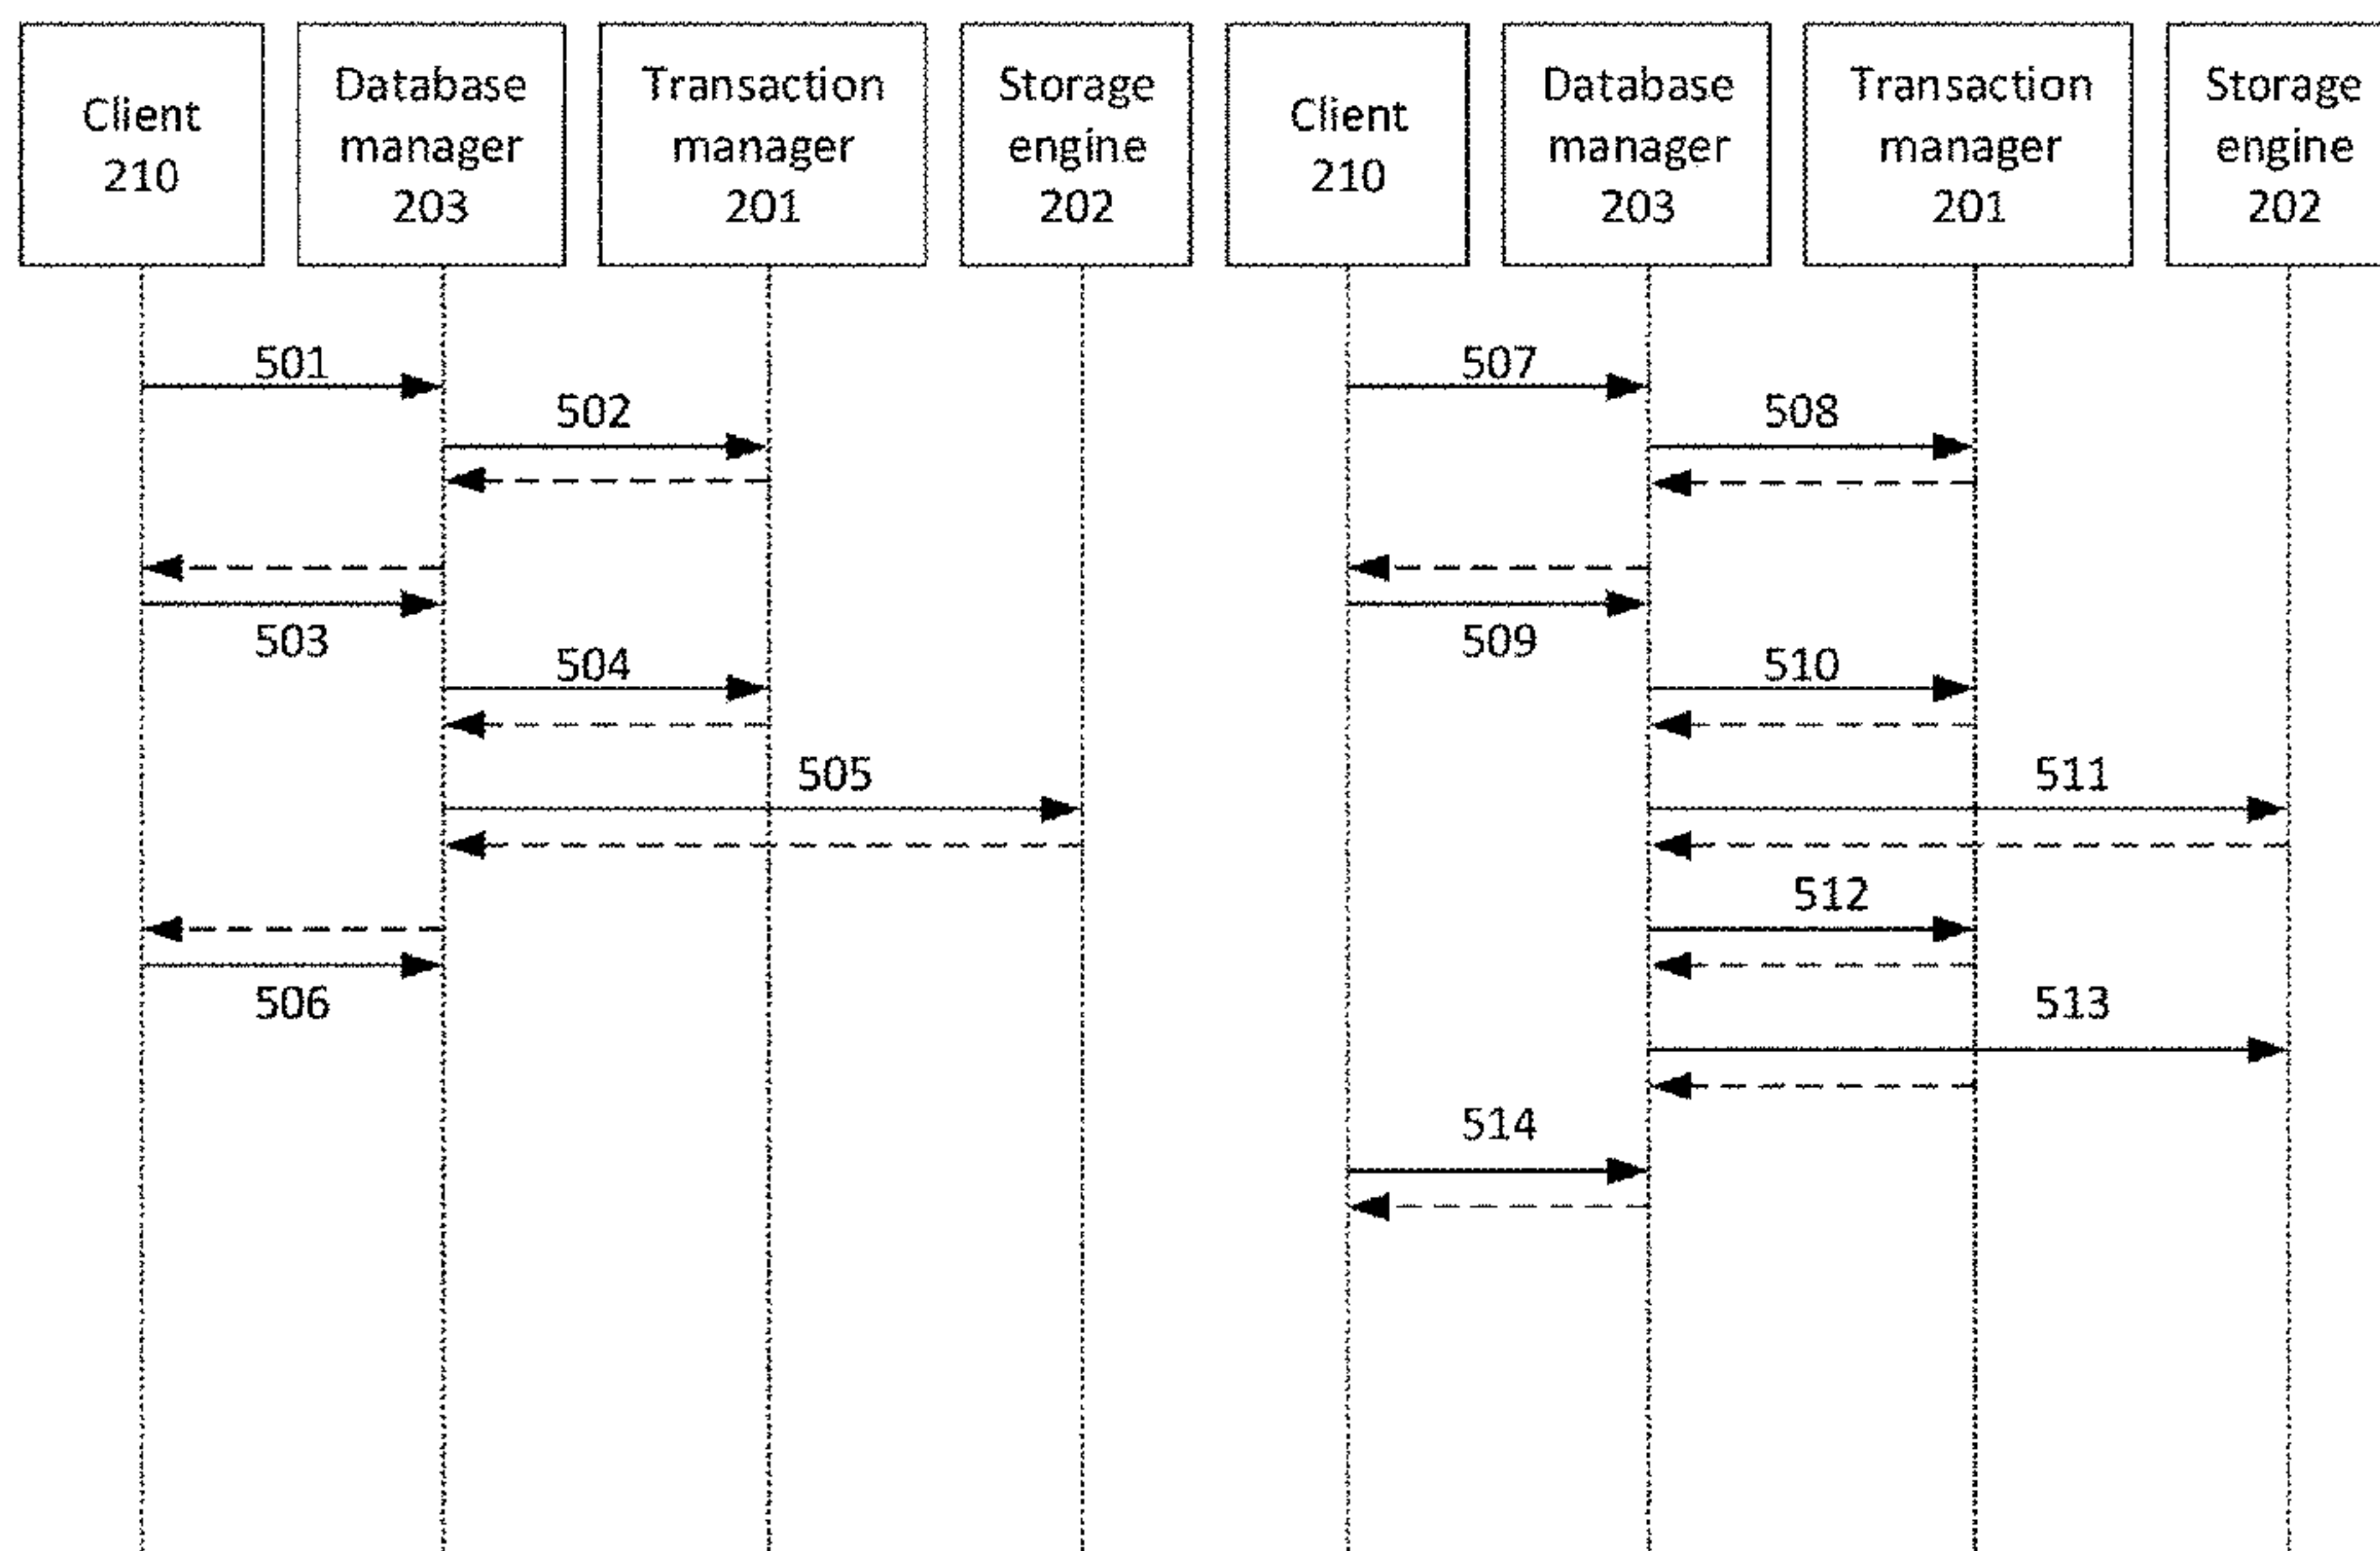 Client
210
Database
manager
203
Transaction
manager
201
Storage
engine
202
Client
210
Database
manager
203
Transaction
manager
201
Storage
engine
202
501
502
503
504
505
506
507
508
509
510
511
512
513
514